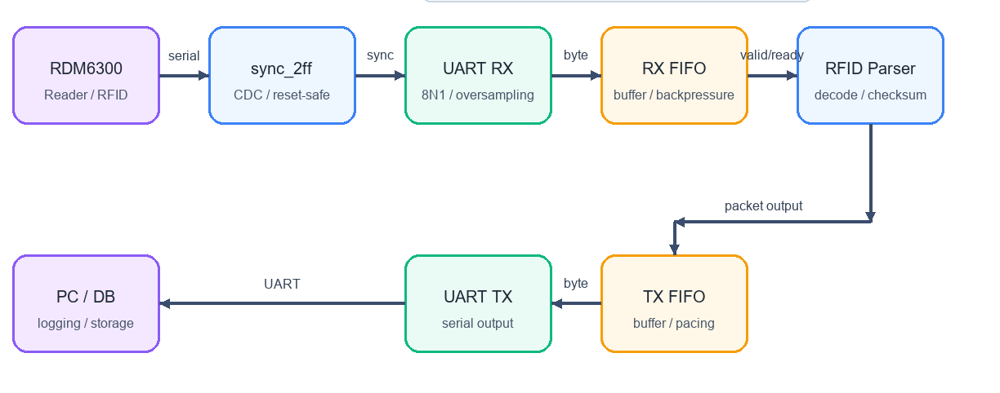 RDM6300
Reader / RFID
serial
sync_2ff
CDC / reset-safe
sync
UART RX
8N1 / oversampling
byte
RX FIFO
buffer / backpressure
valid/ready
RFID Parser
decode / checksum
packet output
PC / DB
logging / storage
UART
UART TX
serial output
byte
TX FIFO
buffer / pacing